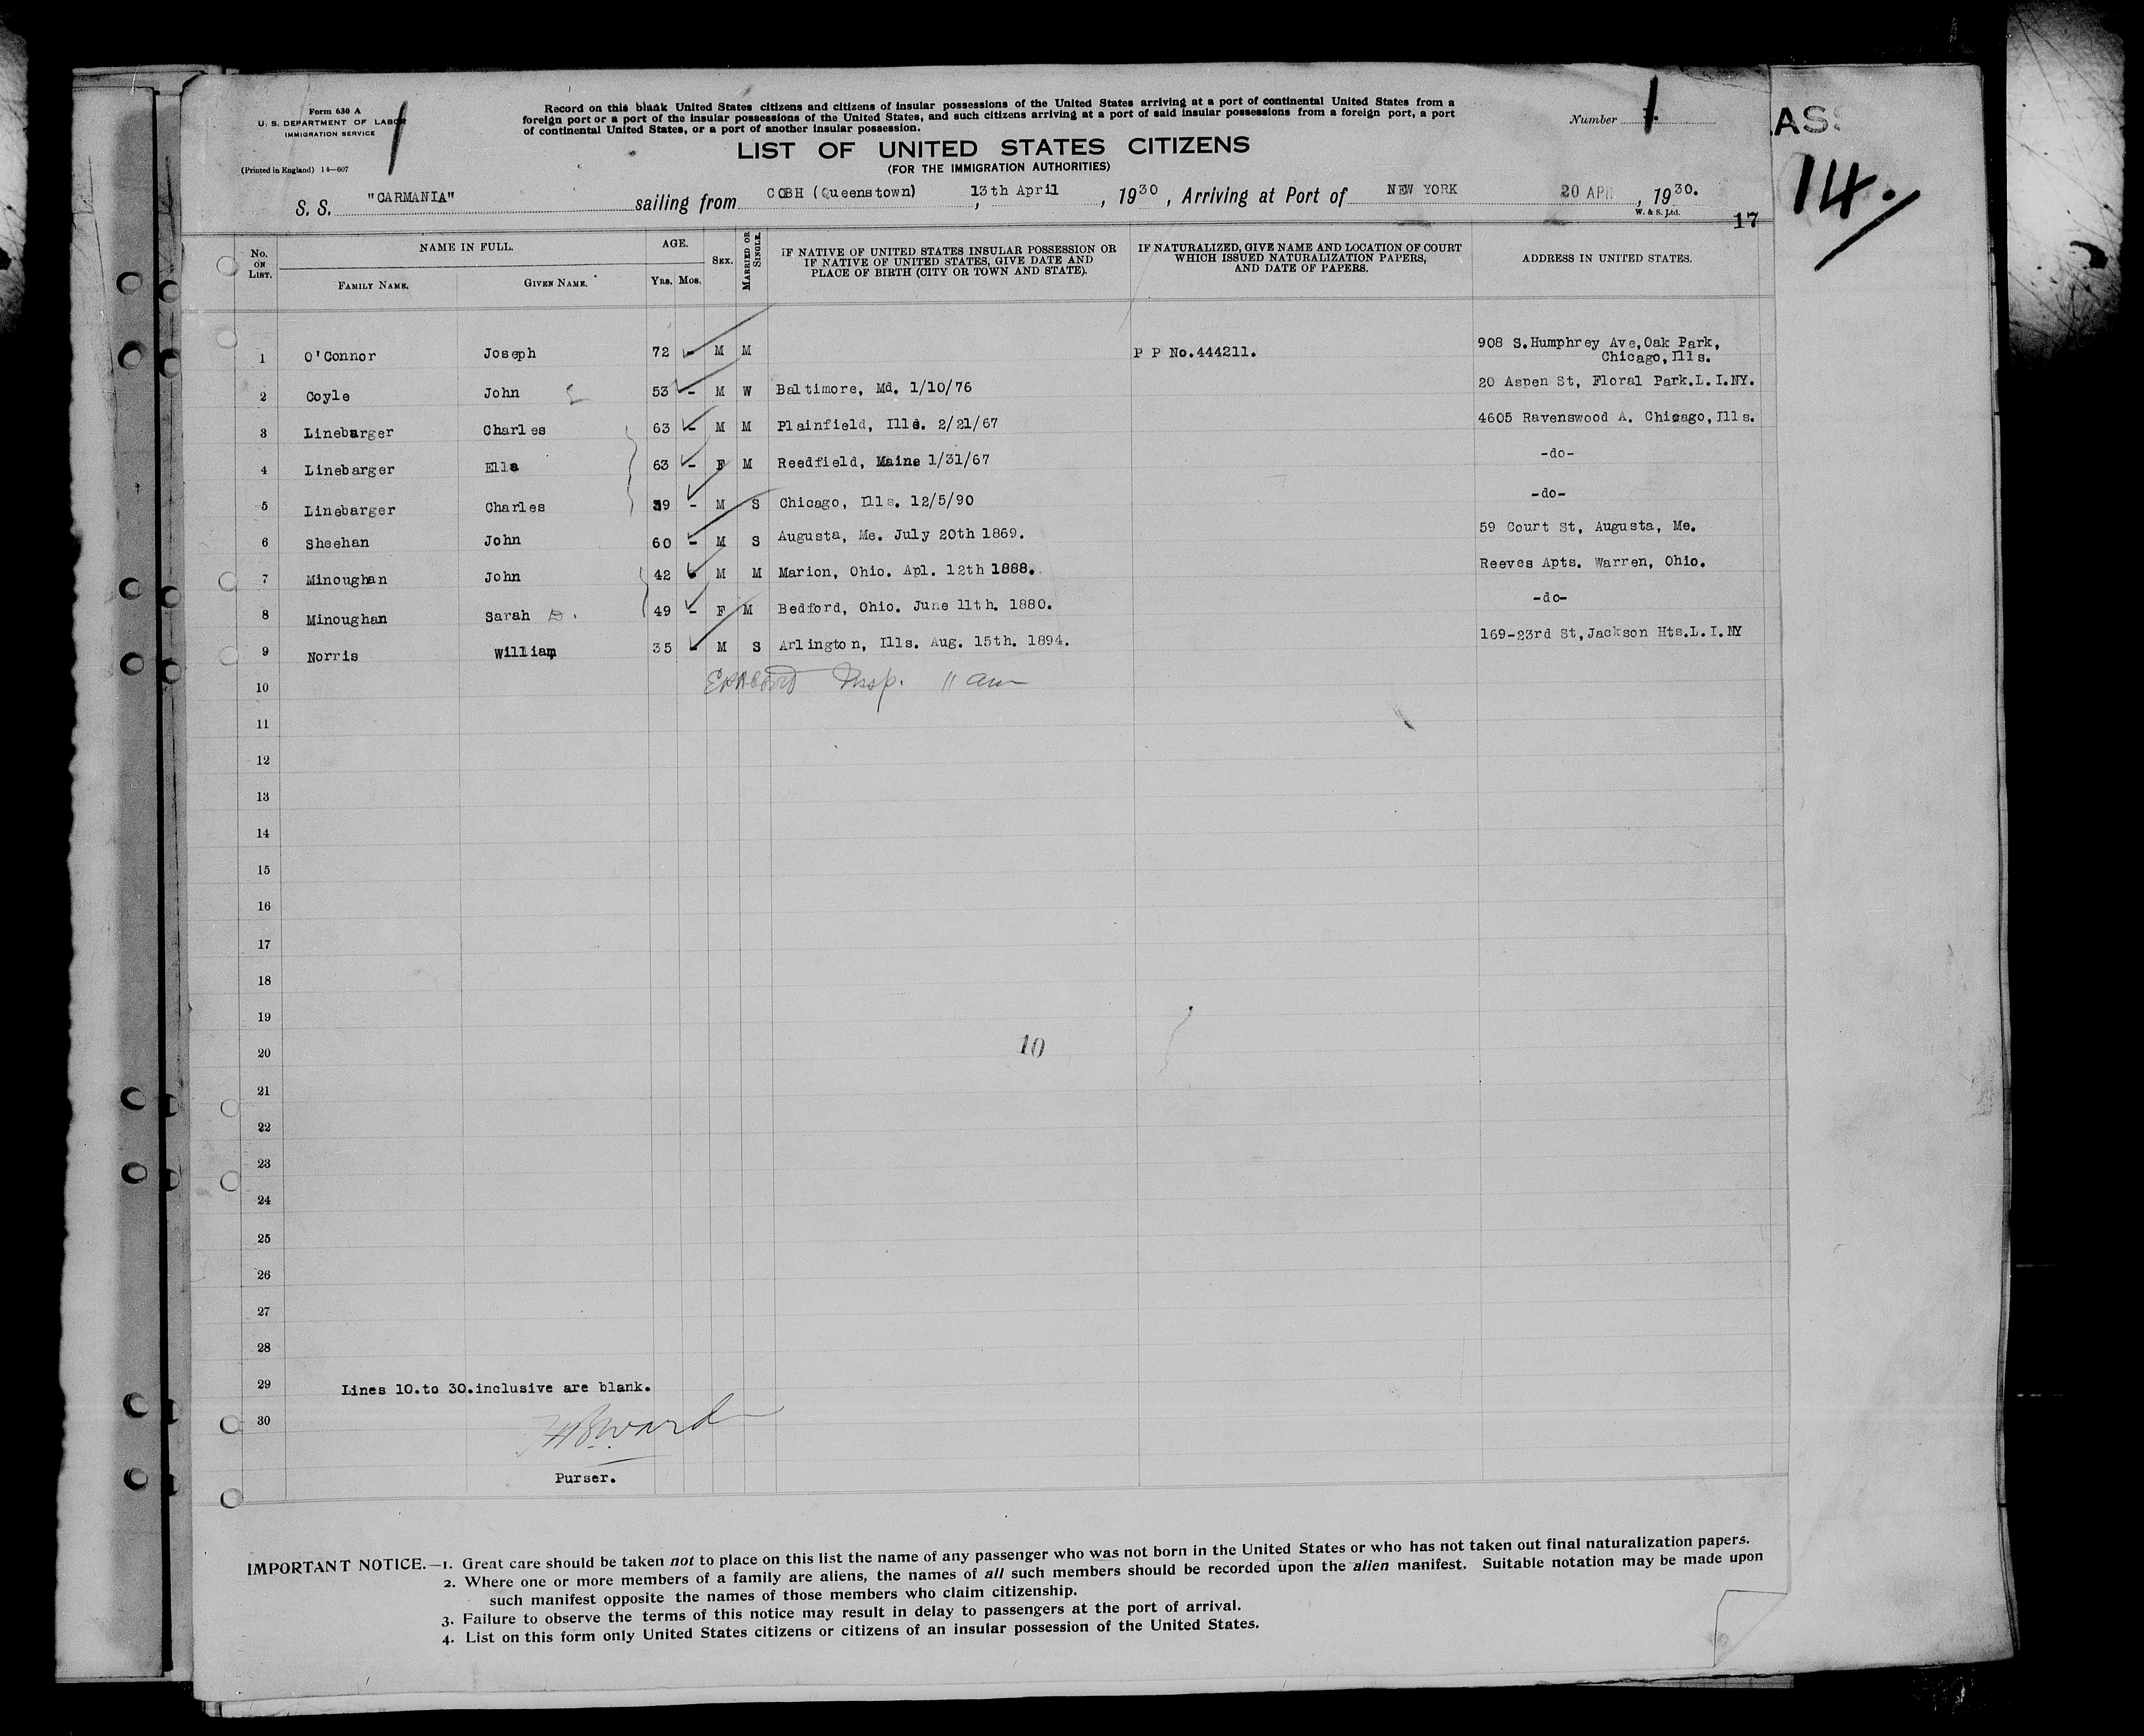 Form 630 A
U. S. DEPARTMENT OF LABOR
IMMIGRATION SERVICE
(Printed in England) 14—607
Record on this blank United States citizens and citizens of insular possessions of the United States arriving at a port of continental United States from a
foreign port or a port of the insular possessions of the United States, and such citizens arriving at a port of said insular possessions from a foreign port, a port
of continental United States, or a port of another insular possession.
Number 1.
LIST OF UNITED STATES CITIZENS
(FOR THE IMMIGRATION AUTHORITIES)
ASS
14.
S. S. "CARMANIA" sailing from COBH (Queenstown), 13th April, 1930, Arriving at Port of NEW YORK 20 APR, 1930.
W. & S. Ltd.
17
No. ON LIST. NAME IN FULL. FAMILY NAME. GIVEN NAME. AGE. YRS. MOS. SEX. MARRIED OR SINGLE. IF NATIVE OF UNITED STATES INSULAR POSSESSION OR IF NATIVE OF UNITED STATES, GIVE DATE AND PLACE OF BIRTH (CITY OR TOWN AND STATE). IF NATURALIZED, GIVE NAME AND LOCATION OF COURT WHICH ISSUED NATURALIZATION PAPERS, AND DATE OF PAPERS. ADDRESS IN UNITED STATES.
1 O'Connor Joseph 72 - M M P P No.444211. 908 S.Humphrey Ave,Oak Park, Chicago,Ills.
2 Coyle John 53 - M W Baltimore, Md. 1/10/76 20 Aspen St, Floral Park.L.I.NY.
3 Linebarger Charles 63 - M M Plainfield, Ills. 2/21/67 4605 Ravenswood A. Chicago,Ills.
4 Linebarger Ella 63 - F M Reedfield, Maine 1/31/67 -do-
5 Linebarger Charles 39 - M S Chicago, Ills. 12/5/90 -do-
6 Sheehan John 60 - M S Augusta, Me. July 20th 1869. 59 Court St, Augusta, Me.
7 Minoughan John 42 - M M Marion, Ohio. Apl. 12th 1888. Reeves Apts. Warren, Ohio.
8 Minoughan Sarah D. 49 - F M Bedford, Ohio. June 11th. 1880. -do-
9 Norris William 35 - M S Arlington, Ills. Aug. 15th. 1894. 169-23rd St,Jackson Hts.L.I.NY
10 Insp. 11 am
11
12
13
14
15
16
17
18
19
20 10
21
22
23
24
25
26
27
28
29 Lines 10.to 30.inclusive are blank.
30
Purser.
IMPORTANT NOTICE.—1. Great care should be taken not to place on this list the name of any passenger who was not born in the United States or who has not taken out final naturalization papers.
2. Where one or more members of a family are aliens, the names of all such members should be recorded upon the alien manifest. Suitable notation may be made upon
such manifest opposite the names of those members who claim citizenship.
3. Failure to observe the terms of this notice may result in delay to passengers at the port of arrival.
4. List on this form only United States citizens or citizens of an insular possession of the United States.